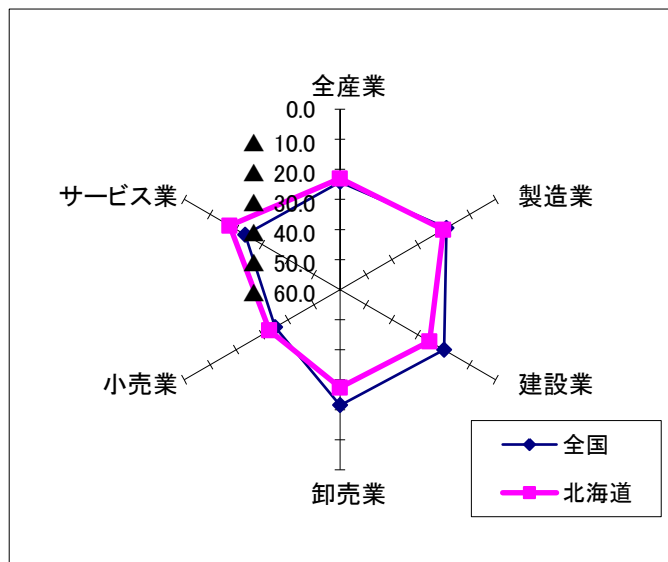 全産業
0.0
▲ 10.0
▲ 20.0
▲ 30.0
▲ 40.0
▲ 50.0
▲ 60.0
製造業
建設業
卸売業
小売業
サービス業
全国
北海道